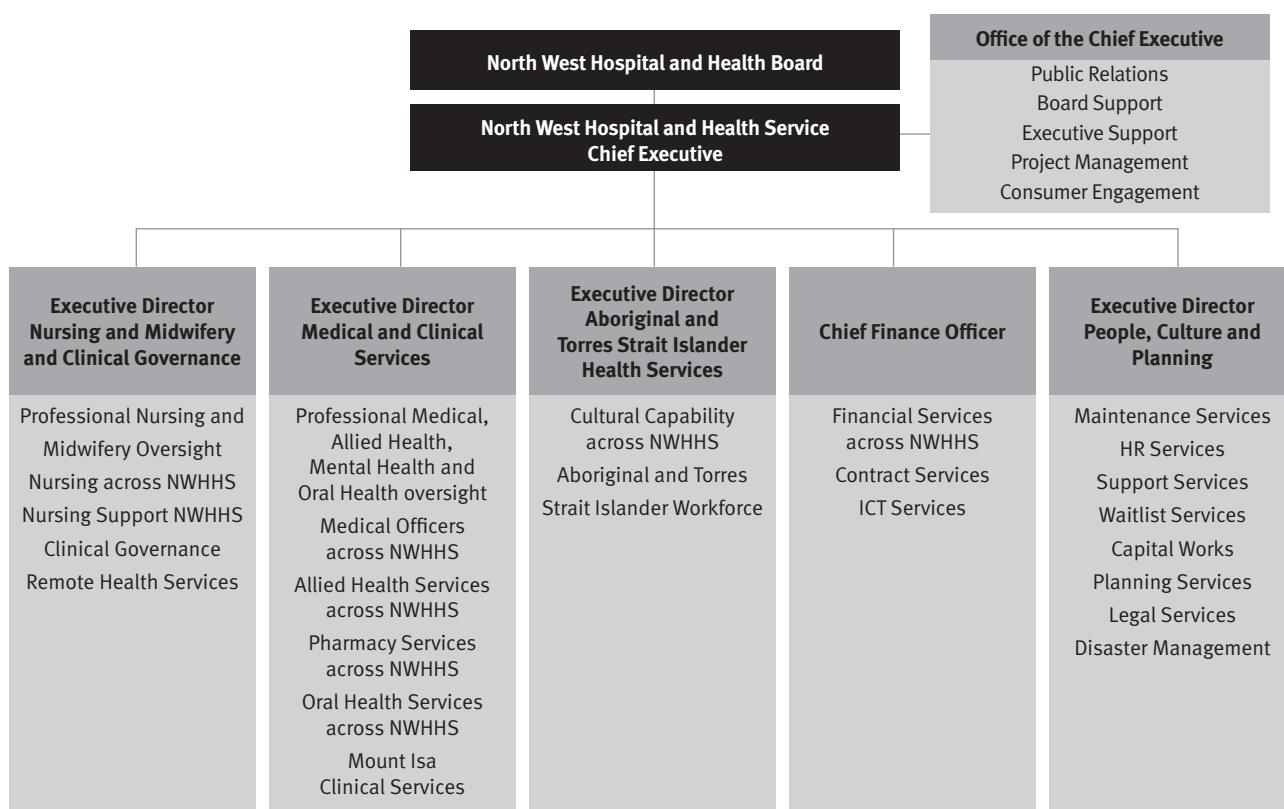 North West Hospital and Health Board
North West Hospital and Health Service
Chief Executive
Office of the Chief Executive
Public Relations
Board Support
Executive Support
Project Management
Consumer Engagement
Executive Director
Nursing and Midwifery
and Clinical Governance
Professional Nursing and
Midwifery Oversight
Nursing across NWHHS
Nursing Support NWHHS
Clinical Governance
Remote Health Services
Executive Director
Medical and Clinical
Services
Professional Medical,
Allied Health,
Mental Health and
Oral Health oversight
Medical Officers
across NWHHS
Allied Health Services
across NWHHS
Pharmacy Services
across NWHHS
Oral Health Services
across NWHHS
Mount Isa
Clinical Services
Executive Director
Aboriginal and
Torres Strait Islander
Health Services
Cultural Capability
across NWHHS
Aboriginal and Torres
Strait Islander Workforce
Chief Finance Officer
Financial Services
across NWHHS
Contract Services
ICT Services
Executive Director
People, Culture and
Planning
Maintenance Services
HR Services
Support Services
Waitlist Services
Capital Works
Planning Services
Legal Services
Disaster Management